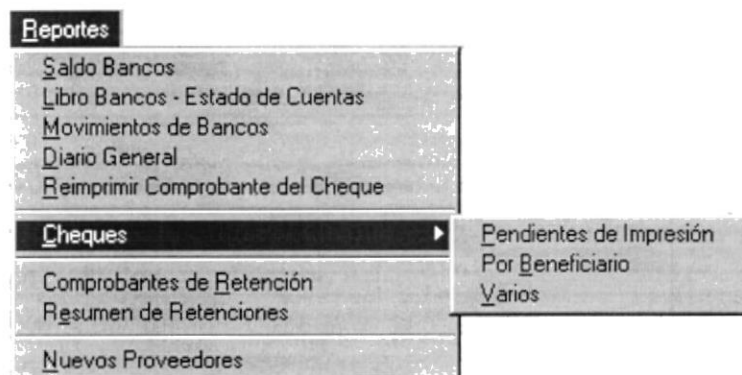 Reportes
Saldo Bancos
Libro Bancos - Estado de Cuentas
Movimientos de Bancos
Diario General
Reimprimir Comprobante del Cheque
Cheques
Pendientes de Impresión
Por Beneficiario
Varios
Comprobantes de Retención
Resumen de Retenciones
Nuevos Proveedores